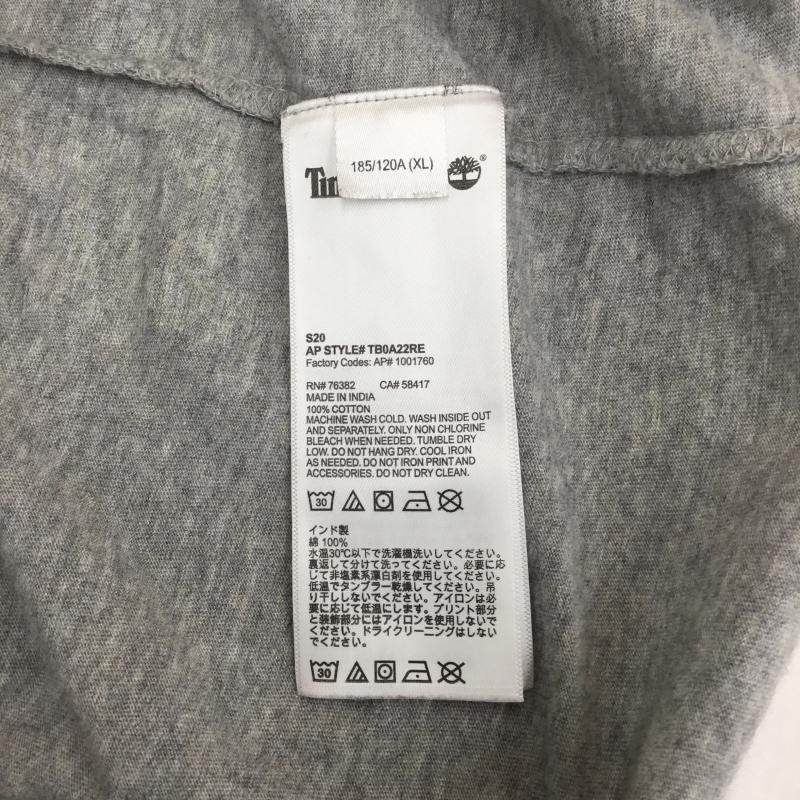 185/120A (XL)
®
S20
AP STYLE# TB0A22RE
Factory Codes: AP# 1001760
RN# 76382 CA# 58417
MADE IN INDIA
100% COTTON
MACHINE WASH COLD. WASH INSIDE OUT
AND SEPARATELY. ONLY NON CHLORINE
BLEACH WHEN NEEDED. TUMBLE DRY
LOW. DO NOT HANG DRY. COOL IRON
AS NEEDED. DO NOT IRON PRINT AND
ACCESSORIES. DO NOT DRY CLEAN.
30
インド製
綿 100%
水温30℃以下で洗濯機洗いしてください。
裏返して分けて洗ってください。必要に応
じて非塩素系漂白剤を使用してください。
低温でタンブラー乾燥してください。吊
り干ししないでください。アイロンは必
要に応じて低温にします。プリント部分
と装飾部分にはアイロンを使用しないで
ください。ドライクリーニングはしない
でください。
30